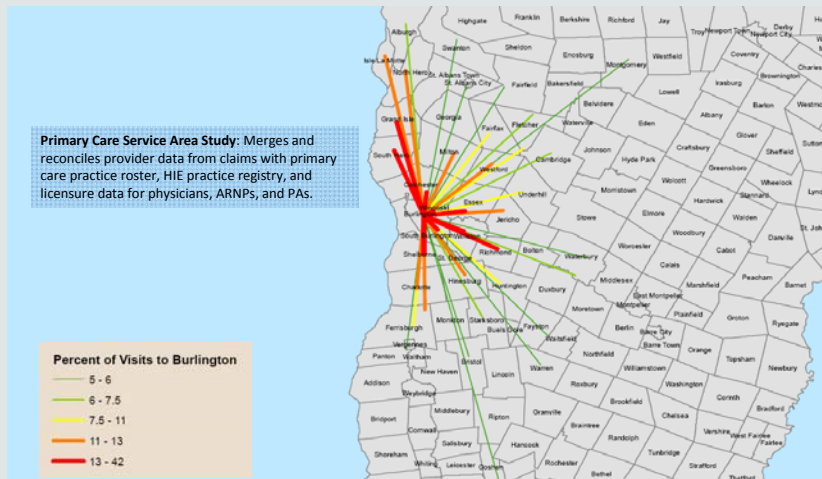 Primary Care Service Area Study: Merges and
reconciles provider data from claims with primary
care practice roster, HIE practice registry, and
licensure data for physicians, ARNPs, and PAs.
Percent of Visits to Burlington
5 - 6
6 - 7.5
7.5 - 11
11 - 13
13 - 42
Alburgh
Highgate
Franklin
Berkshire
Richford
Jay
Newport Town
Derby
Newport City
Swanton
Sheldon
Enosburg
Montgomery
Westfield
Troy
Coventry
Brownington
Isle La Motte
North Hero
St. Albans Town
St. Albans City
Fairfield
Bakersfield
Lowell
Irasburg
Belvidere
Barton
Grand Isle
Georgia
Fairfax
Fletcher
Waterville
Eden
Albany
Glover
Sheffield
South Hero
Milton
Westford
Cambridge
Johnson
Hyde Park
Craftsbury
Greensboro
Wheelock
Colchester
Essex
Underhill
Morristown
Wolcott
Hardwick
Stannard
Burlington
Jericho
Stowe
Elmore
Walden
Woodbury
Danville
South Burlington
Richmond
Bolton
Waterbury
Worcester
Cabot
Shelburne
St. George
Calais
Middlesex
Marshfield
Peacham
Barnet
Charlotte
Hinesburg
Huntington
Duxbury
East Montpelier
Montpelier
Moretown
Plainfield
Groton
Ryegate
Ferrisburgh
Monkton
Starksboro
Buels Gore
Fayston
Waitsfield
Berlin
Barre City
Barre Town
Orange
Topsham
Newbury
Vergennes
Panton
Waltham
New Haven
Bristol
Lincoln
Warren
Northfield
Williamstown
Washington
Addison
Weybridge
Roxbury
Corinth
Bradford
Bridport
Middlebury
Ripton
Granville
Brookfield
Chelsea
Cornwall
Braintree
Vershire
West Fairlee
Fairlee
Salisbury
Hancock
Randolph
Tunbridge
Strafford
Shoreham
Whiting
Leicester
Goshen
Rochester
Bethel